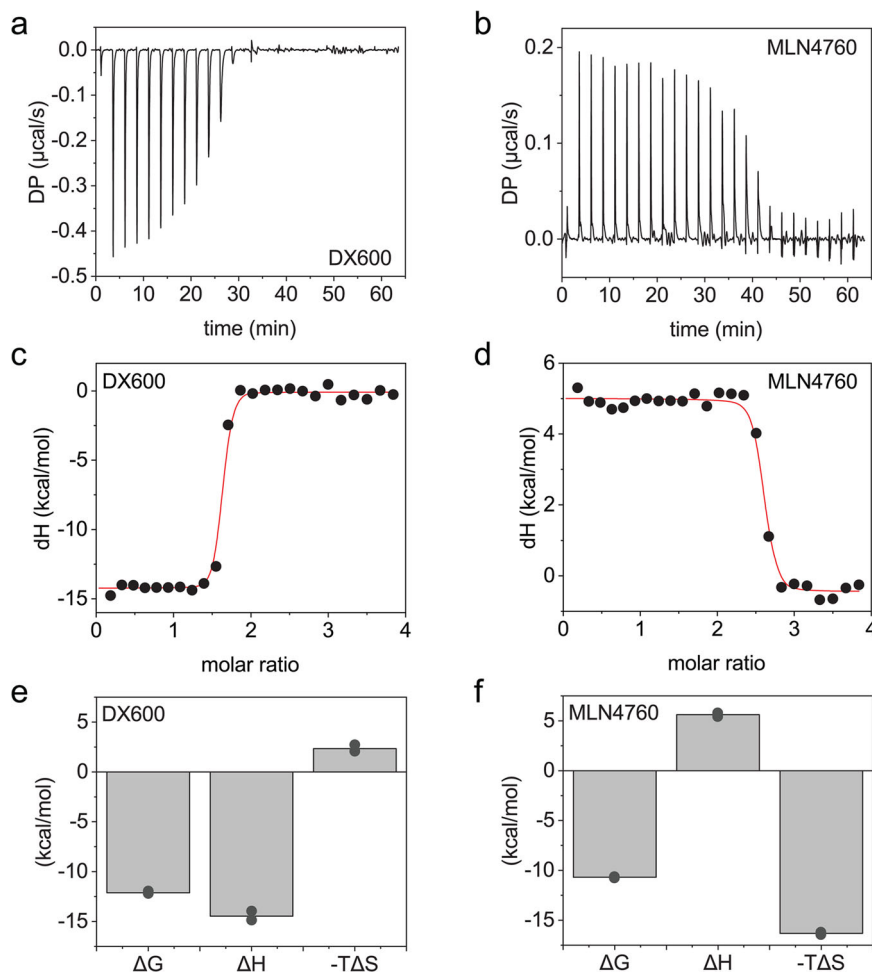 a
0.0
-0.1
-0.2
-0.3
-0.4
-0.5
DP (µcal/s)
DX600
0 10 20 30 40 50 60
time (min)
b
0.2
0.1
0.0
DP (µcal/s)
MLN4760
0 10 20 30 40 50 60
time (min)
c
DX600
0
-5
-10
-15
dH (kcal/mol)
0 1 2 3 4
molar ratio
d
MLN4760
6
4
2
0
dH (kcal/mol)
0 1 2 3 4
molar ratio
e
DX600
5
0
-5
-10
-15
(kcal/mol)
ΔG ΔH -TΔS
f
MLN4760
5
0
-5
-10
-15
(kcal/mol)
ΔG ΔH -TΔS